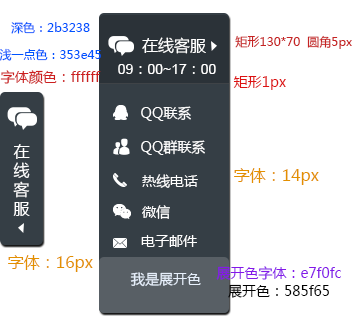 深色：2b3238
浅一点色：353e45
字体颜色：ffffff
在线客服
字体：16px
在线客服
09：00~17：00
QQ联系
QQ群联系
热线电话
微信
电子邮件
我是展开色
矩形130*70 圆角5px
矩形1px
字体：14px
展开色字体：e7f0fc
展开色：585f65